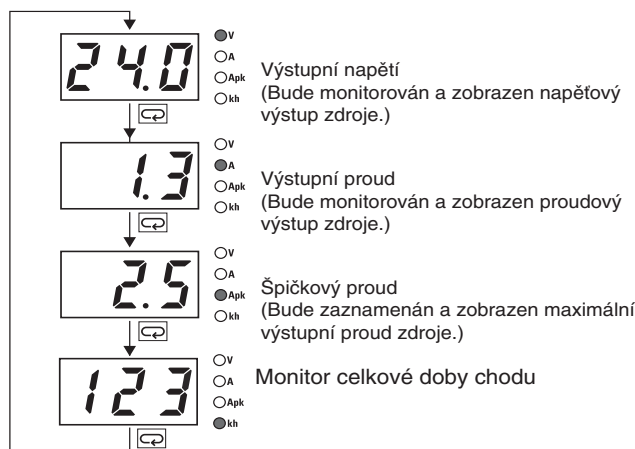 24.0
V
A
Apk
kh
Výstupní napětí
(Bude monitorován a zobrazen napěťový
výstup zdroje.)
1.3
V
A
Apk
kh
Výstupní proud
(Bude monitorován a zobrazen proudový
výstup zdroje.)
2.5
V
A
Apk
kh
Špičkový proud
(Bude zaznamenán a zobrazen maximální
výstupní proud zdroje.)
123
V
A
Apk
kh
Monitor celkové doby chodu